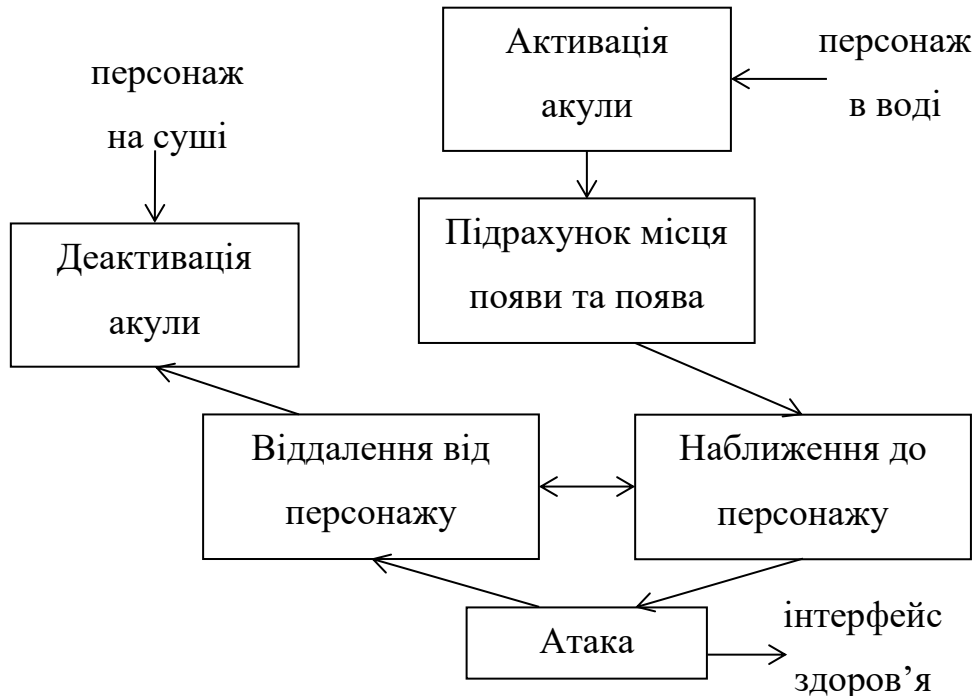 Активація
акули
персонаж
в воді
персонаж
на суші
Деактивація
акули
Підрахунок місця
появи та поява
Віддалення від
персонажу
Наближення до
персонажу
Атака
інтерфейс
здоров’я